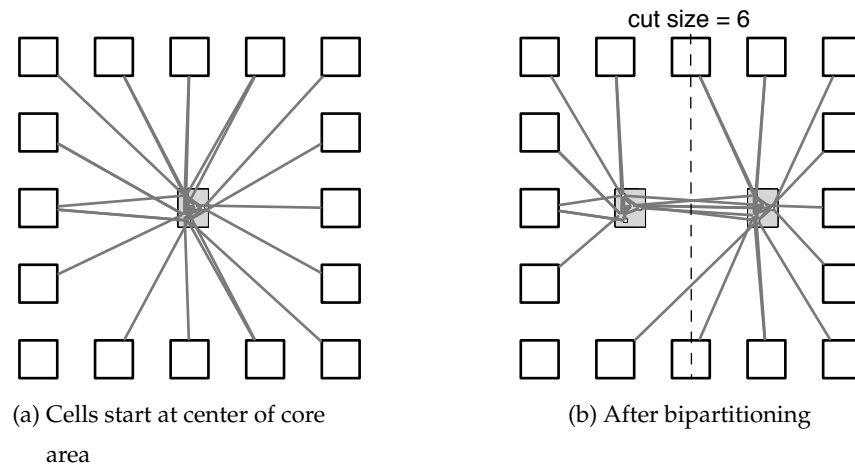 cut size = 6
(a) Cells start at center of core
area
(b) After bipartitioning